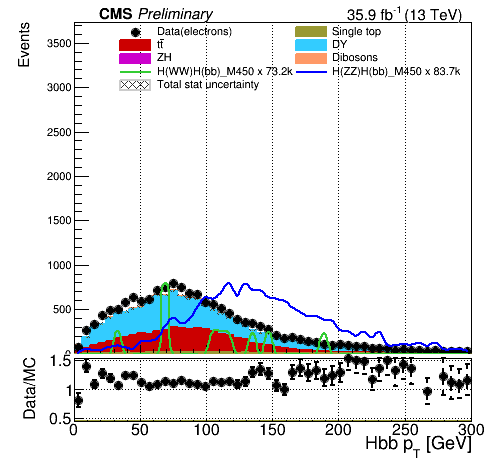 CMS Preliminary 35.9 fb⁻¹ (13 TeV)
Events
3500
3000
2500
2000
1500
1000
500
0
Data(electrons) Single top
tt̄ DY
ZH Dibosons
H(WW)H(bb)_M450 x 73.2k H(ZZ)H(bb)_M450 x 83.7k
Total stat uncertainty
Data/MC
1.5
1
0.5
0 50 100 150 200 250 300
Hbb p_T [GeV]